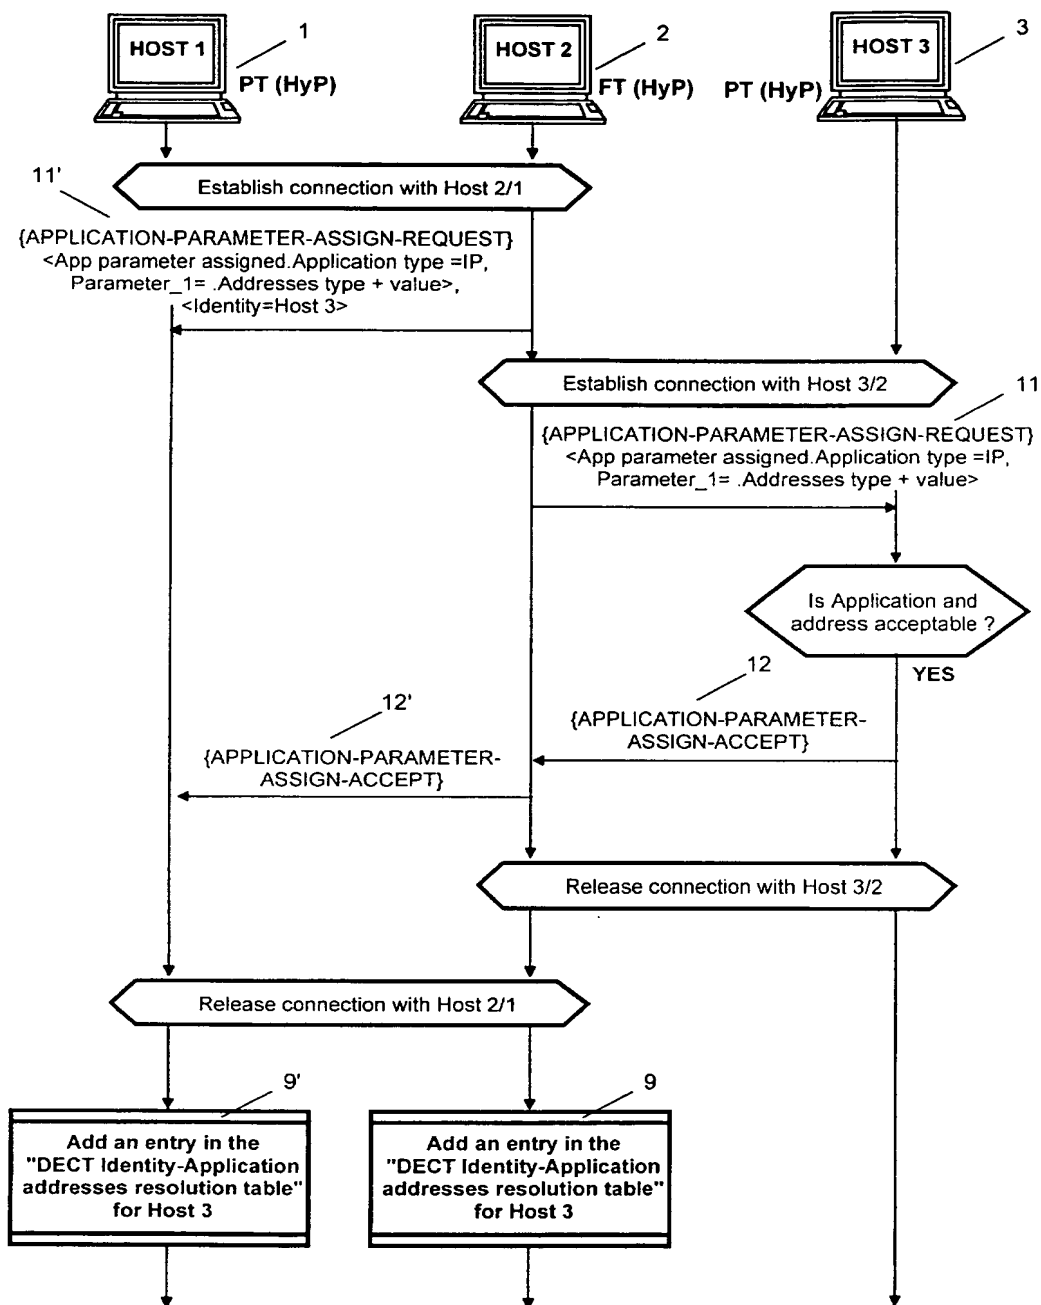 1
2
3
HOST 1
HOST 2
HOST 3
PT (HyP)
FT (HyP)
PT (HyP)
11'
Establish connection with Host 2/1
{APPLICATION-PARAMETER-ASSIGN-REQUEST}
<App parameter assigned.Application type =IP,
Parameter_1= .Addresses type + value>,
<Identity=Host 3>
Establish connection with Host 3/2
11
{APPLICATION-PARAMETER-ASSIGN-REQUEST}
<App parameter assigned.Application type =IP,
Parameter_1= .Addresses type + value>
Is Application and
address acceptable ?
YES
12
{APPLICATION-PARAMETER-
ASSIGN-ACCEPT}
12'
{APPLICATION-PARAMETER-
ASSIGN-ACCEPT}
Release connection with Host 3/2
Release connection with Host 2/1
9'
9
Add an entry in the
"DECT Identity-Application
addresses resolution table"
for Host 3
Add an entry in the
"DECT Identity-Application
addresses resolution table"
for Host 3